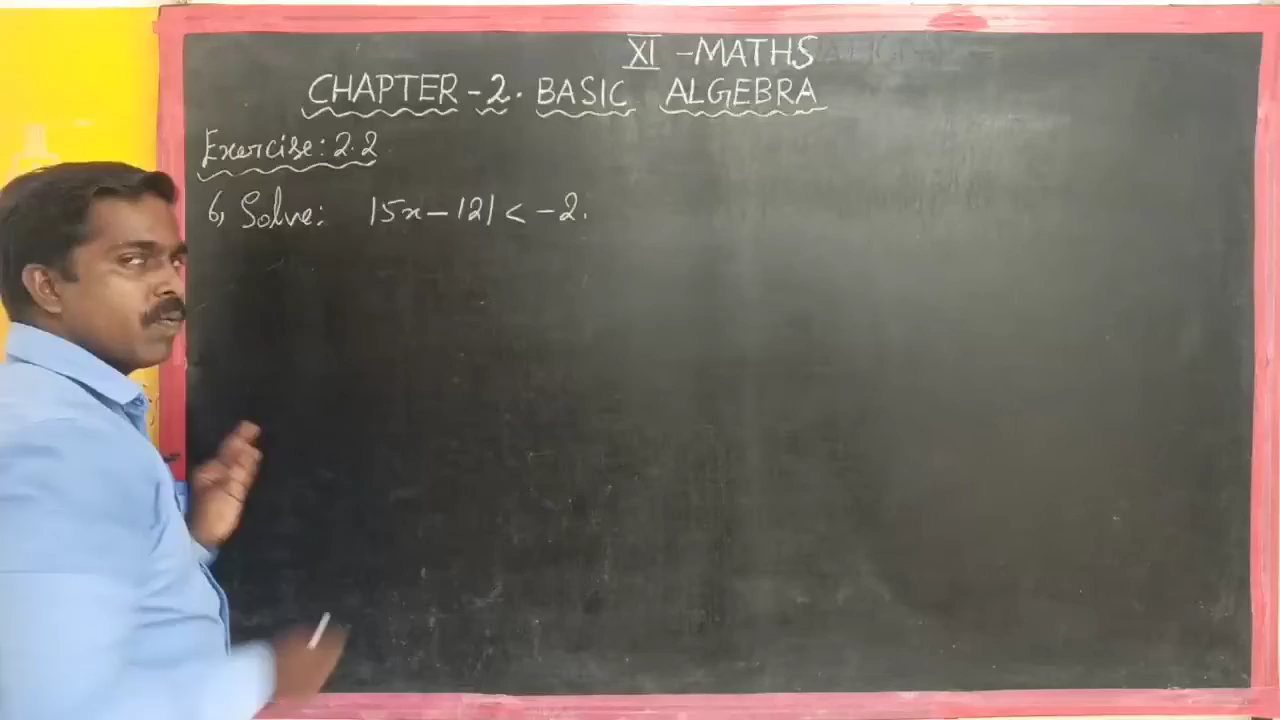 XI - MATHS
CHAPTER - 2. BASIC ALGEBRA
Exercise: 2.2
6, Solve: |5x - 12| < -2.